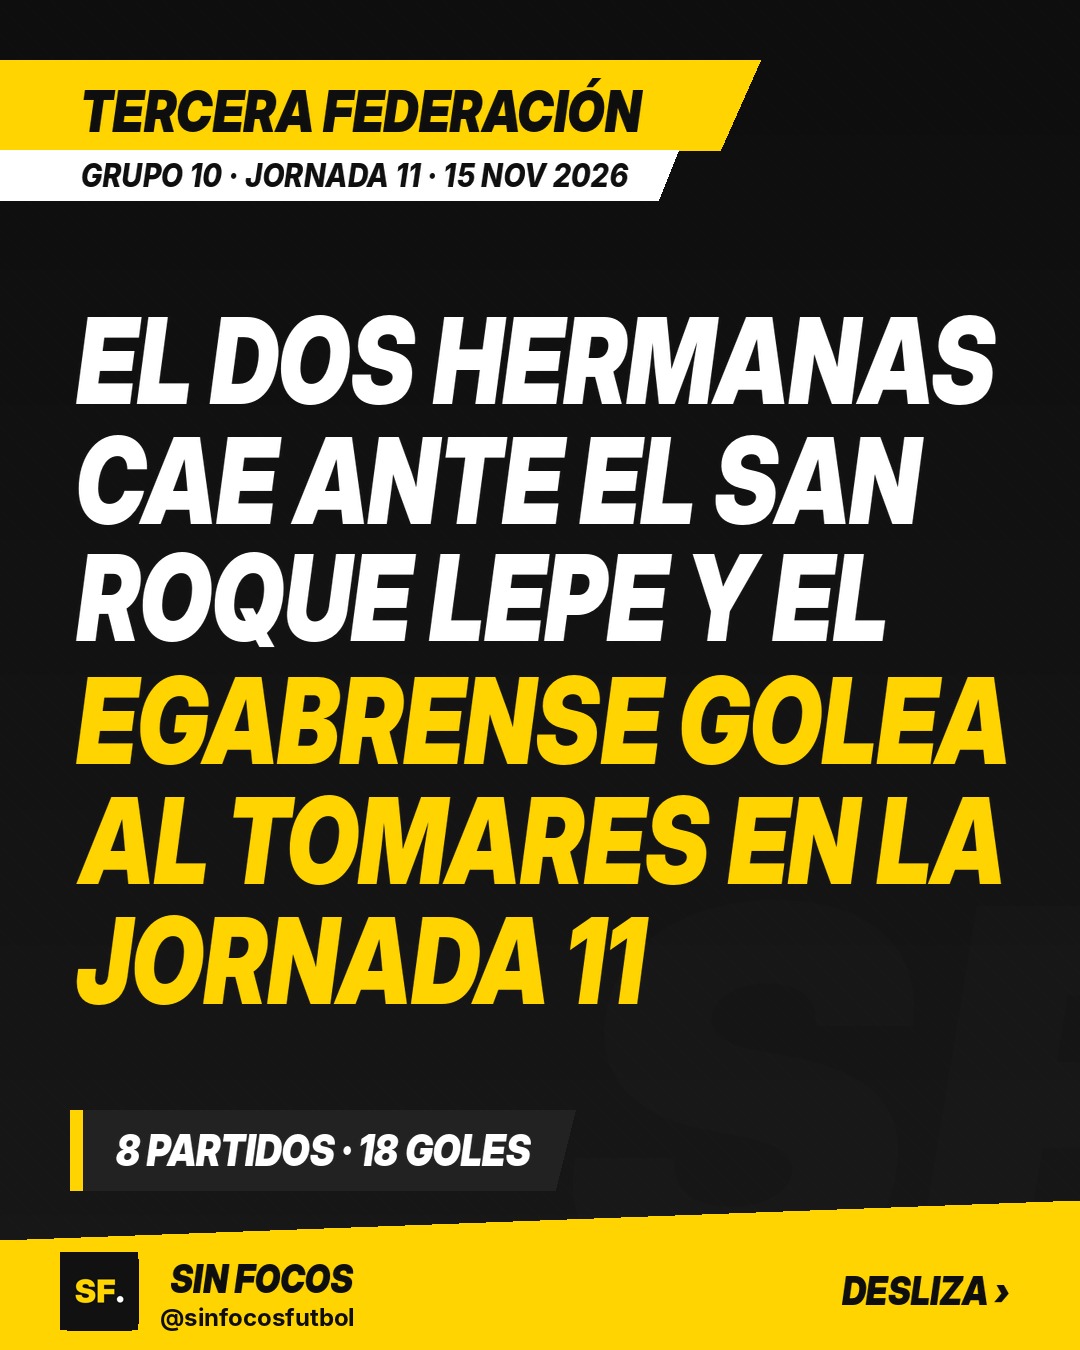 TERCERA FEDERACIÓN
GRUPO 10 · JORNADA 11 · 15 NOV 2026
EL DOS HERMANAS
CAE ANTE EL SAN
ROQUE LEPE Y EL
EGABRENSE GOLEA
AL TOMARES EN LA
JORNADA 11
8 PARTIDOS · 18 GOLES
SF.
SIN FOCOS
@sinfocosfutbol
DESLIZA ›